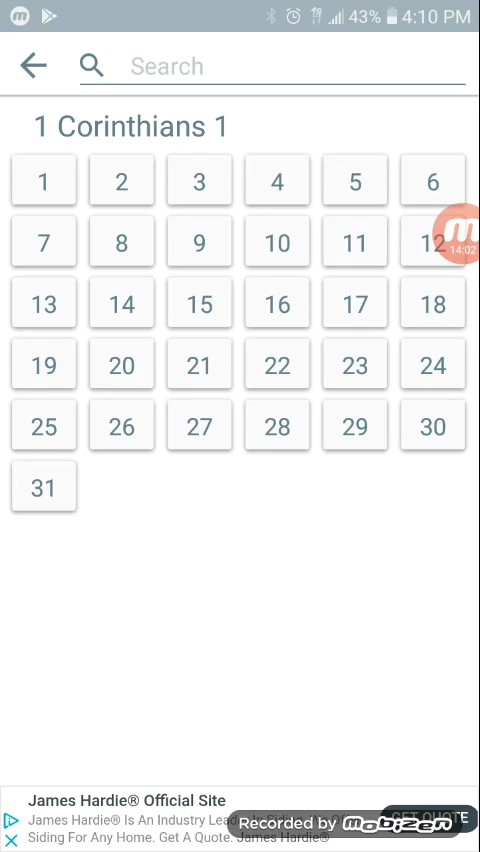 43% 4:10 PM
Search
1 Corinthians 1
1 2 3 4 5 6
7 8 9 10 11 12
14:02
13 14 15 16 17 18
19 20 21 22 23 24
25 26 27 28 29 30
31
James Hardie® Official Site
James Hardie® Is An Industry
GET QUOTE
Recorded by mobizen
Siding For Any Home. Get A Quote. James Hardie®